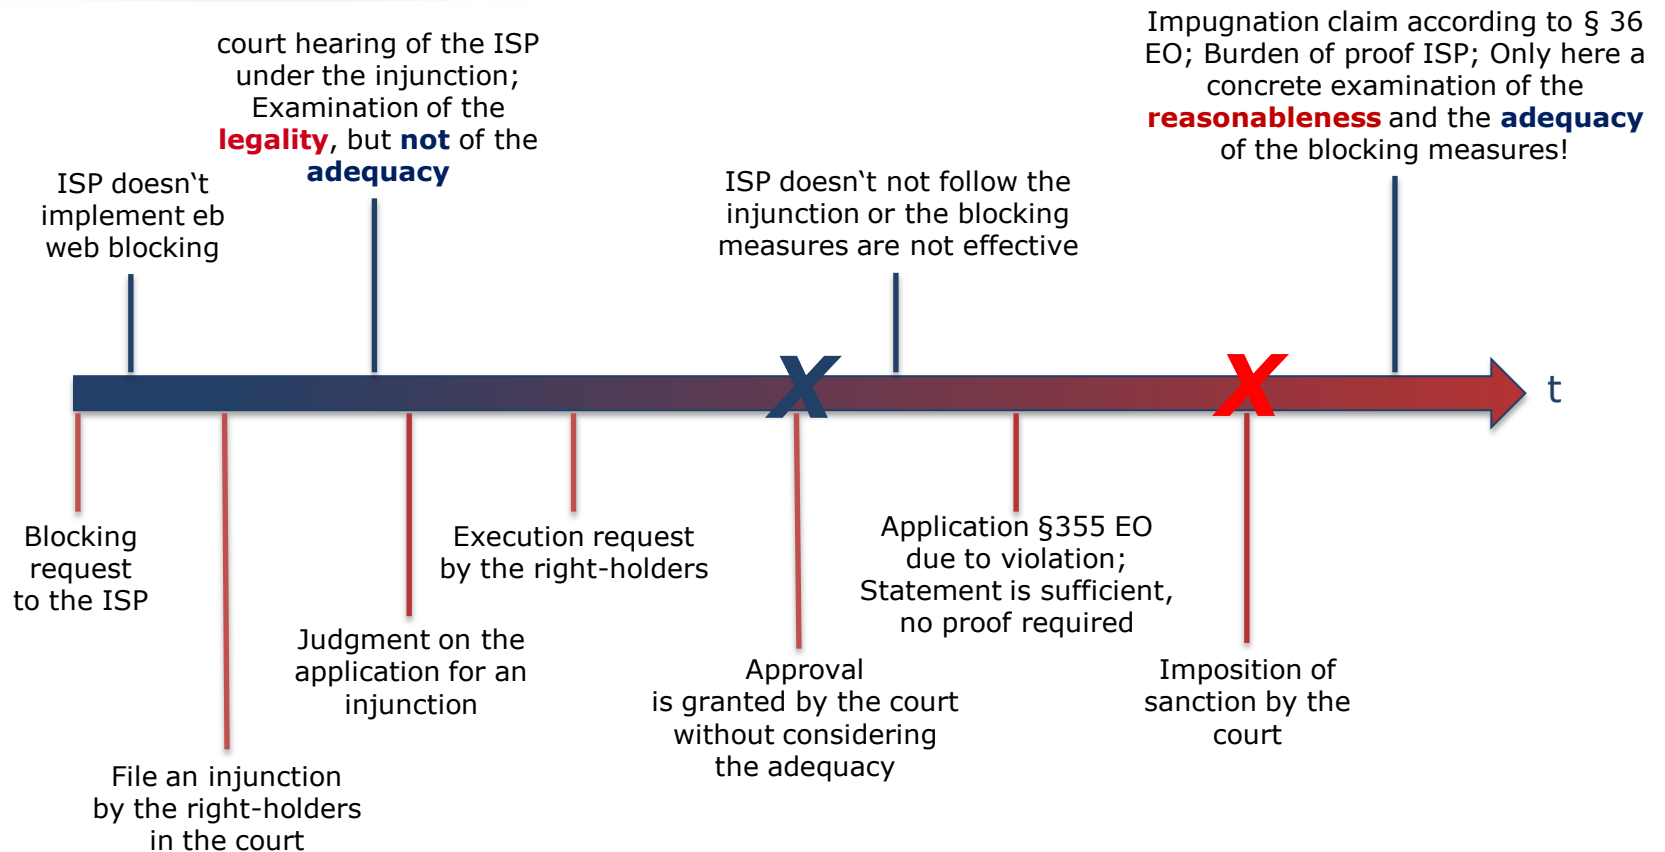 court hearing of the ISP
under the injunction;
Examination of the
legality, but not of the
adequacy
Impugnation claim according to § 36
EO; Burden of proof ISP; Only here a
concrete examination of the
reasonableness and the adequacy
of the blocking measures!
ISP doesn‘t
implement eb
web blocking
ISP doesn‘t not follow the
injunction or the blocking
measures are not effective
X
X
t
Blocking
request
to the ISP
Execution request
by the right-holders
Application §355 EO
due to violation;
Statement is sufficient,
no proof required
Judgment on the
application for an
injunction
Approval
is granted by the court
without considering
the adequacy
Imposition of
sanction by the
court
File an injunction
by the right-holders
in the court